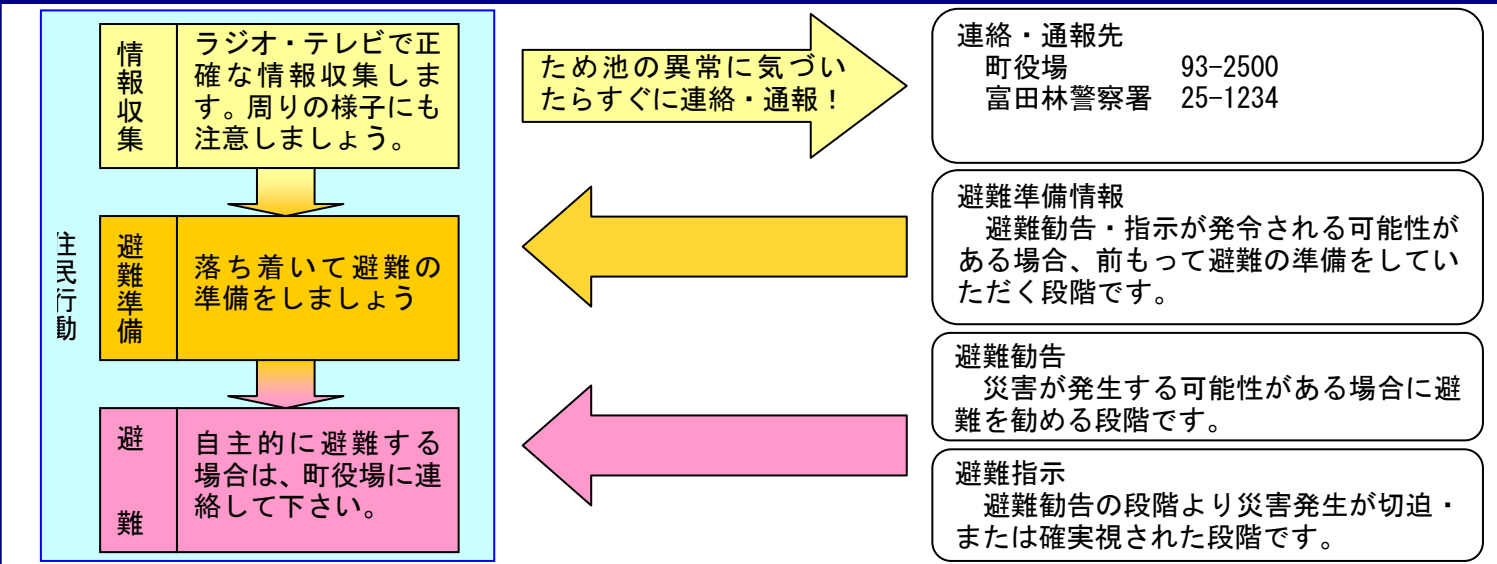 住民行動
情報収集
ラジオ・テレビで正
確な情報収集しま
す。周りの様子にも
注意しましょう。
ため池の異常に気づい
たらすぐに連絡・通報！
連絡・通報先
町役場 93-2500
富田林警察署 25-1234
避難準備
落ち着いて避難の
準備をしましょう
避難準備情報
避難勧告・指示が発令される可能性が
ある場合、前もって避難の準備をしてい
ただく段階です。
避難
自主的に避難する
場合は、町役場に連
絡して下さい。
避難勧告
災害が発生する可能性がある場合に避
難を勧める段階です。
避難指示
避難勧告の段階より災害発生が切迫・
または確実視された段階です。